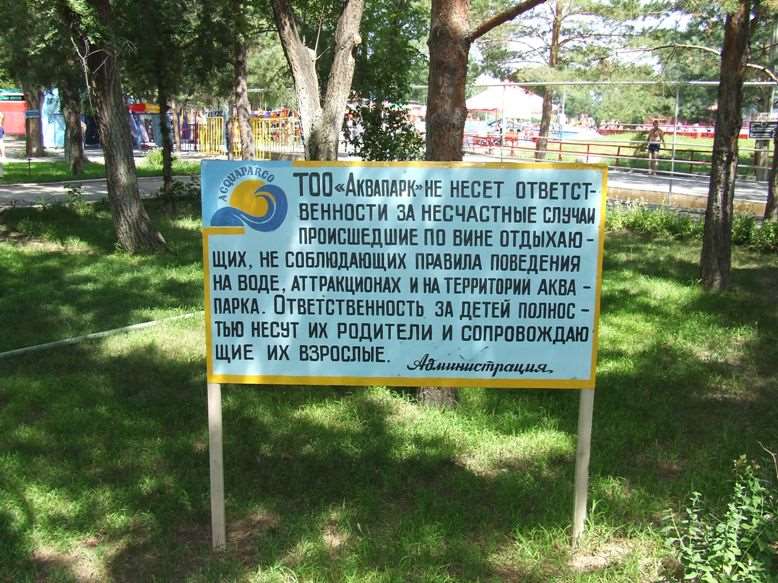 ACQUAPARCO
ТОО «АКВАПАРК» НЕ НЕСЕТ ОТВЕТСТ-
ВЕННОСТИ ЗА НЕСЧАСТНЫЕ СЛУЧАИ
ПРОИСШЕДШИЕ ПО ВИНЕ ОТДЫХАЮ-
ЩИХ, НЕ СОБЛЮДАЮЩИХ ПРАВИЛА ПОВЕДЕНИЯ
НА ВОДЕ, АТТРАКЦИОНАХ И НА ТЕРРИТОРИИ АКВА-
ПАРКА. ОТВЕТСТВЕННОСТЬ ЗА ДЕТЕЙ ПОЛНОС-
ТЬЮ НЕСУТ ИХ РОДИТЕЛИ И СОПРОВОЖДАЮ
ЩИЕ ИХ ВЗРОСЛЫЕ.
Администрация